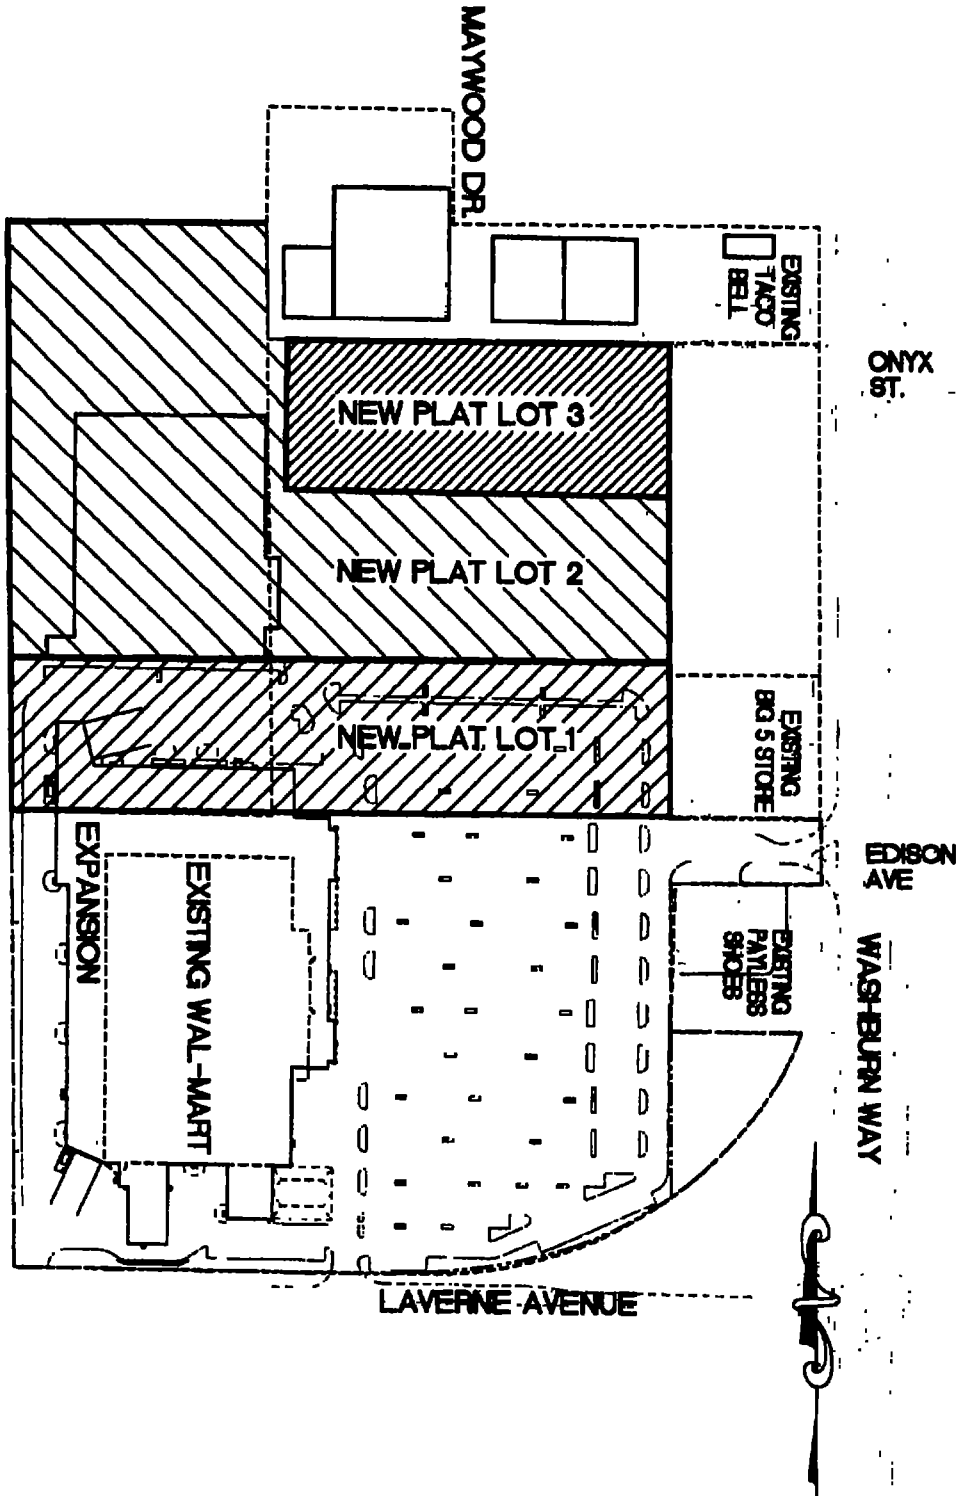 MAYWOOD DR.
EXISTING
TACO
BELL
ONYX
ST.
NEW PLAT LOT 3
NEW PLAT LOT 2
NEW PLAT LOT 1
EXISTING
BIG 5 STORE
EDISON
AVE
EXPANSION
EXISTING WAL-MART
EXISTING
PAYLESS
SHOES
WASHBURN WAY
LAVERNE AVENUE